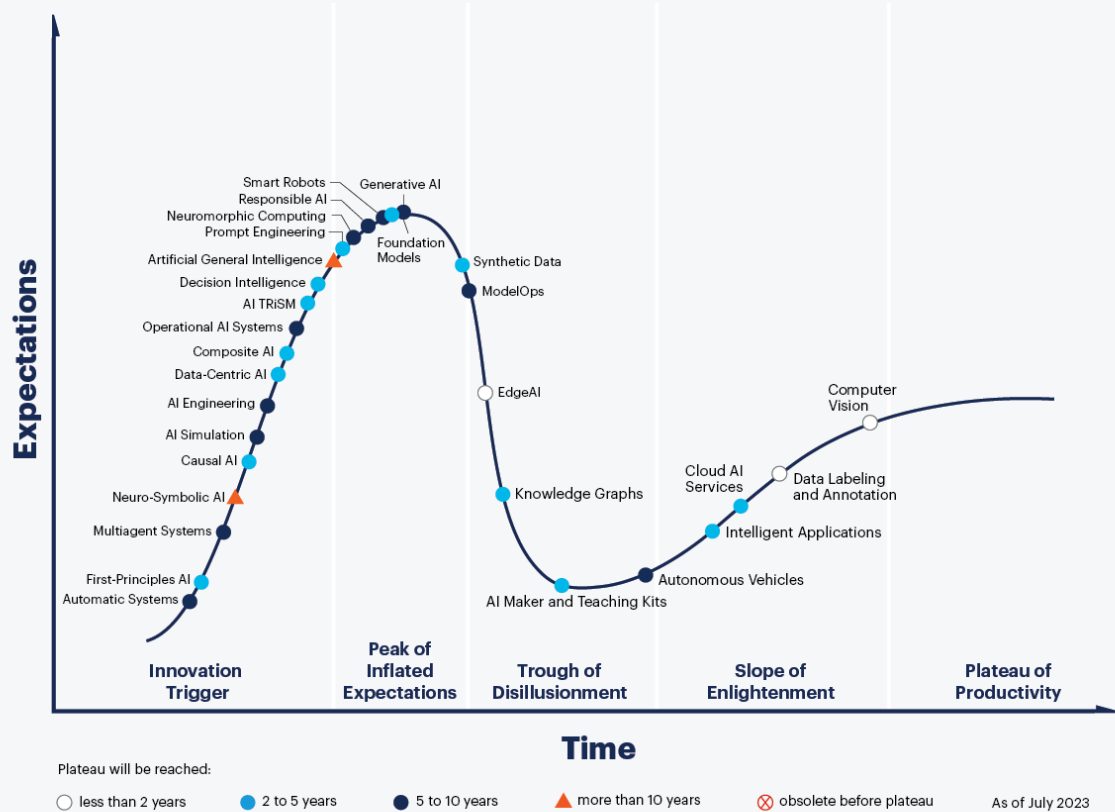 Expectations
Smart Robots
Generative AI
Responsible AI
Neuromorphic Computing
Prompt Engineering
Foundation
Models
Artificial General Intelligence
Synthetic Data
Decision Intelligence
ModelOps
AI TRiSM
Operational AI Systems
Composite AI
Data-Centric AI
EdgeAI
Computer
Vision
AI Engineering
AI Simulation
Causal AI
Cloud AI
Services
Data Labeling
and Annotation
Neuro-Symbolic AI
Knowledge Graphs
Multiagent Systems
Intelligent Applications
First-Principles AI
Autonomous Vehicles
Automatic Systems
AI Maker and Teaching Kits
Innovation
Trigger
Peak of
Inflated
Expectations
Trough of
Disillusionment
Slope of
Enlightenment
Plateau of
Productivity
Time
Plateau will be reached:
less than 2 years
2 to 5 years
5 to 10 years
more than 10 years
obsolete before plateau
As of July 2023